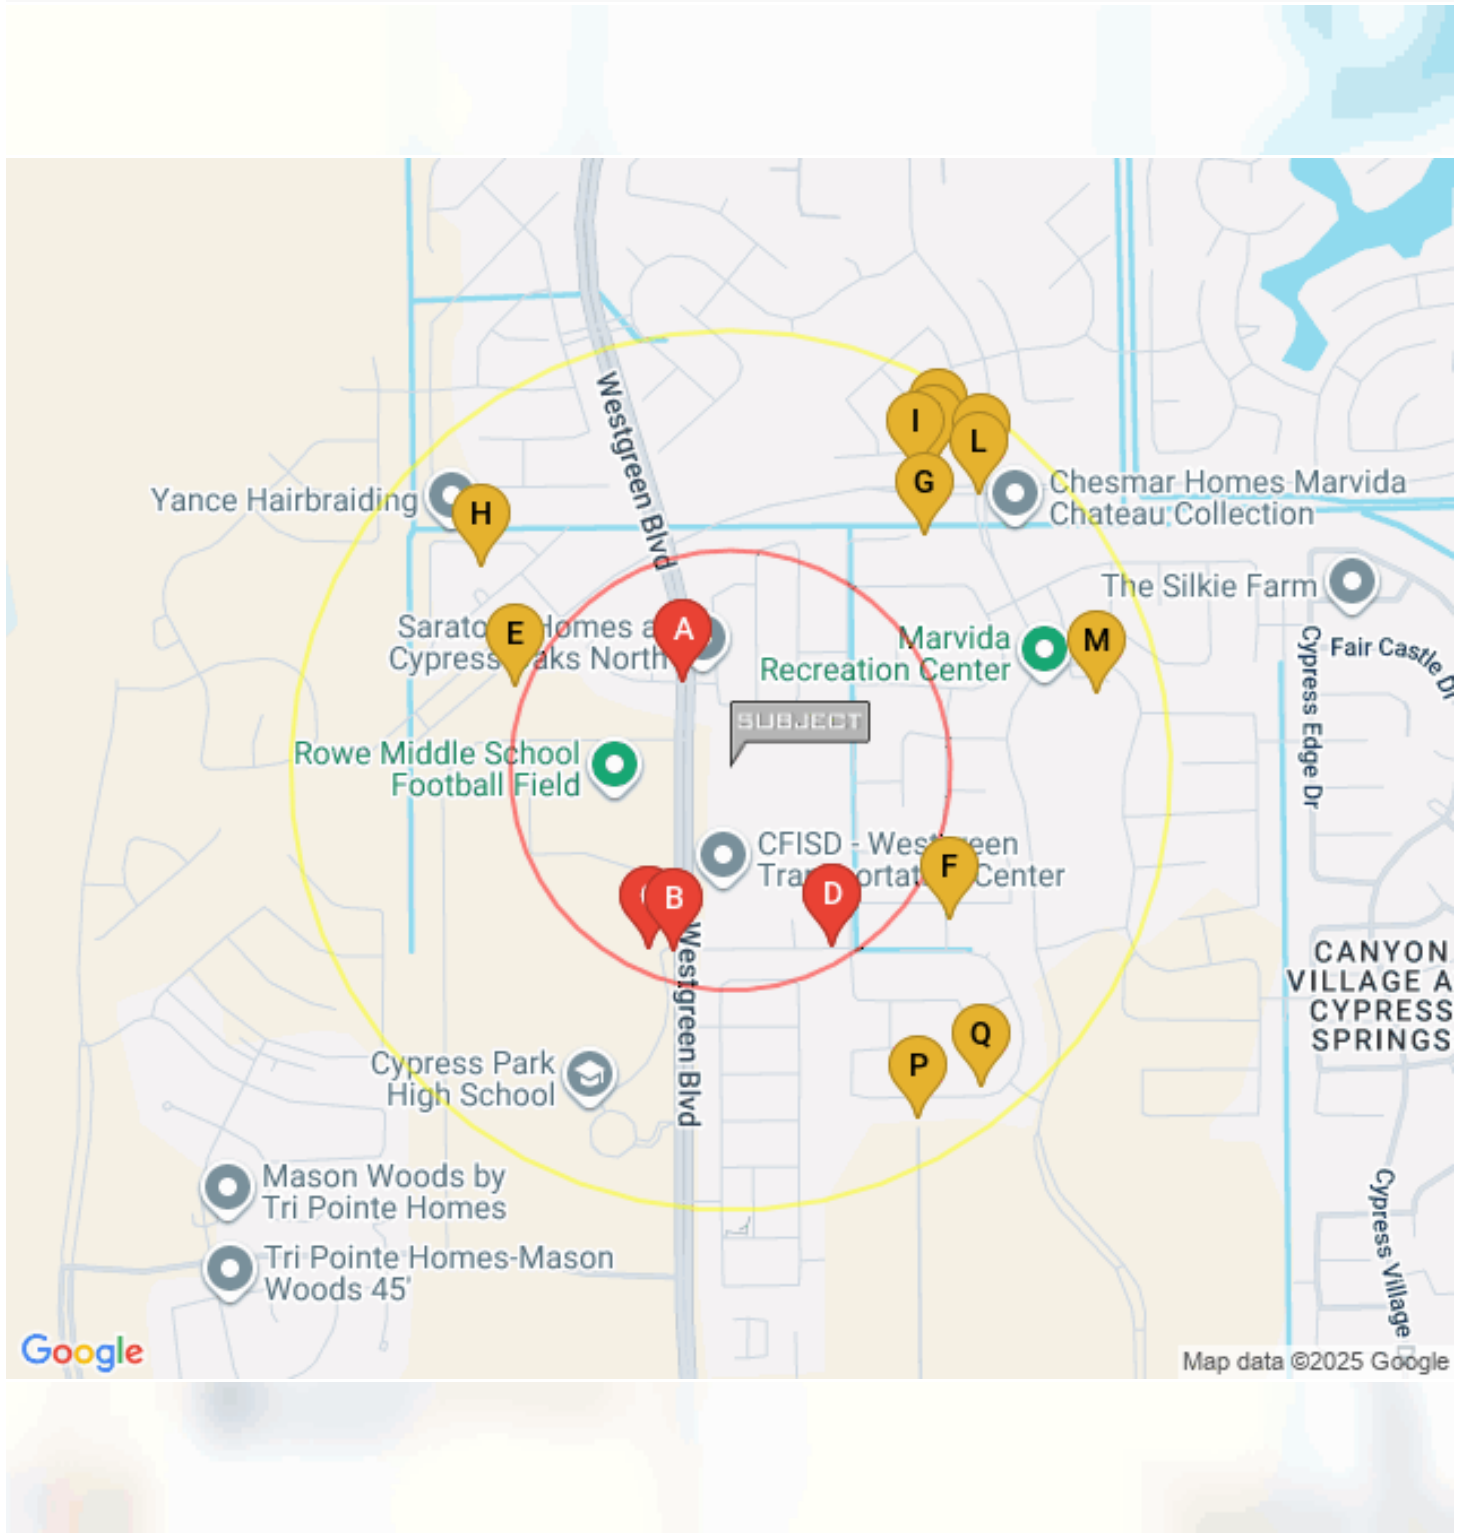 Westgreen Blvd
I
L
G
Yance Hairbraiding
H
Chesmar Homes Marvida
Chateau Collection
The Silkie Farm
E
A
M
Marvida
Recreation Center
Cypress Edge Dr
Fair Castle Dr
SUBJECT
Rowe Middle School
Football Field
CFISD - Westgreen
Center
F
B
D
Westgreen Blvd
CANYON
VILLAGE A
CYPRESS
SPRINGS
Q
P
Cypress Park
High School
Mason Woods by
Tri Pointe Homes
Tri Pointe Homes-Mason
Woods 45'
Cypress Village
Google
Map data ©2025 Google